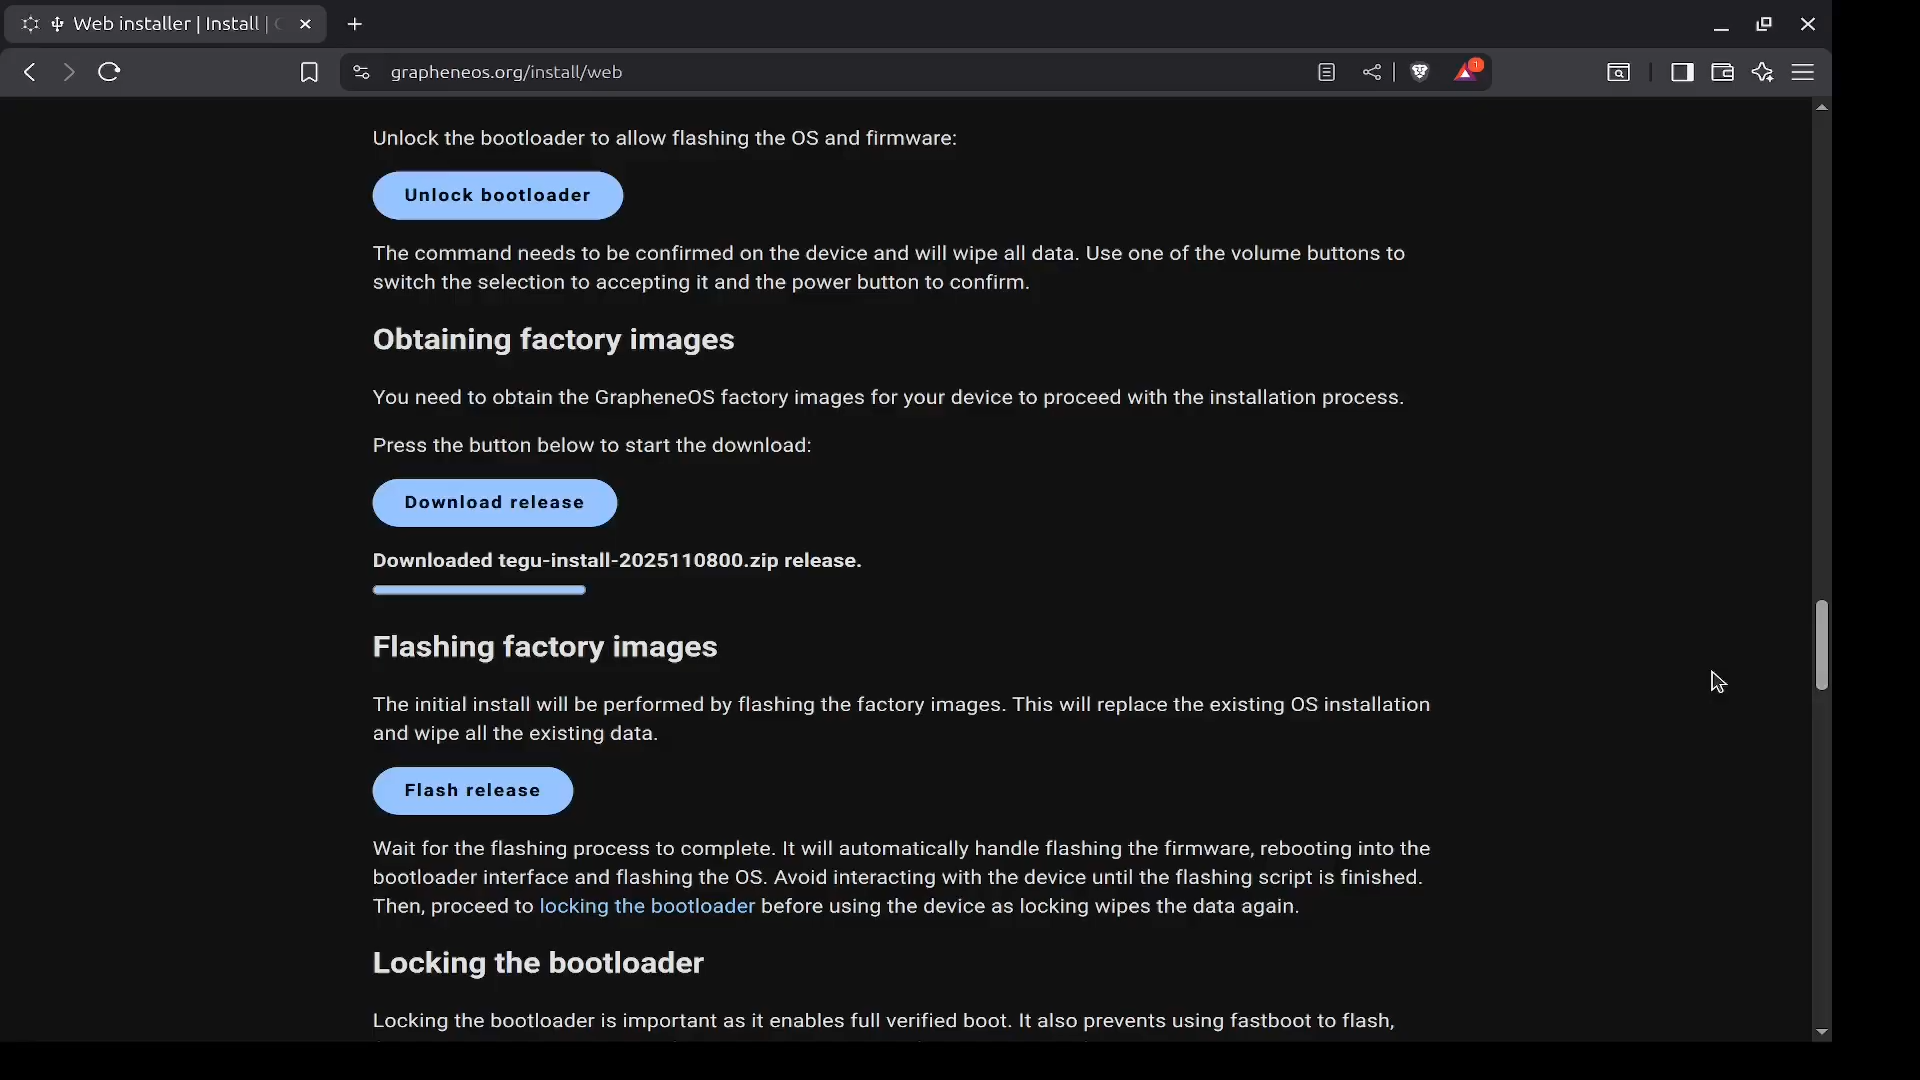 Web installer | Install |
grapheneos.org/install/web
1
Unlock the bootloader to allow flashing the OS and firmware:
Unlock bootloader
The command needs to be confirmed on the device and will wipe all data. Use one of the volume buttons to
switch the selection to accepting it and the power button to confirm.
Obtaining factory images
You need to obtain the GrapheneOS factory images for your device to proceed with the installation process.
Press the button below to start the download:
Download release
Downloaded tegu-install-2025110800.zip release.
Flashing factory images
The initial install will be performed by flashing the factory images. This will replace the existing OS installation
and wipe all the existing data.
Flash release
Wait for the flashing process to complete. It will automatically handle flashing the firmware, rebooting into the
bootloader interface and flashing the OS. Avoid interacting with the device until the flashing script is finished.
Then, proceed to locking the bootloader before using the device as locking wipes the data again.
Locking the bootloader
Locking the bootloader is important as it enables full verified boot. It also prevents using fastboot to flash,